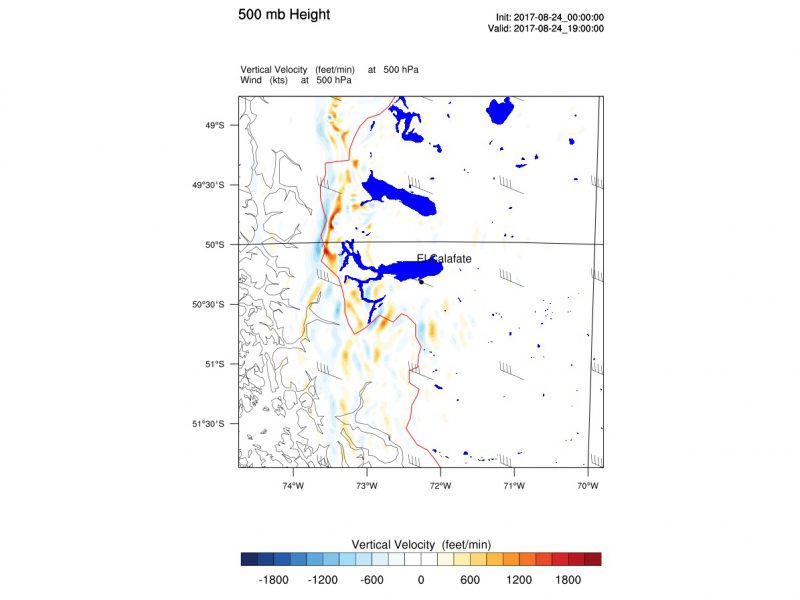 500 mb Height
Init: 2017-08-24_00:00:00
Valid: 2017-08-24_19:00:00
Vertical Velocity (feet/min) at 500 hPa
Wind (kts) at 500 hPa
49°S
49°30'S
50°S
El Calafate
50°30'S
51°S
51°30'S
74°W 73°W 72°W 71°W 70°W
Vertical Velocity (feet/min)
-1800 -1200 -600 0 600 1200 1800